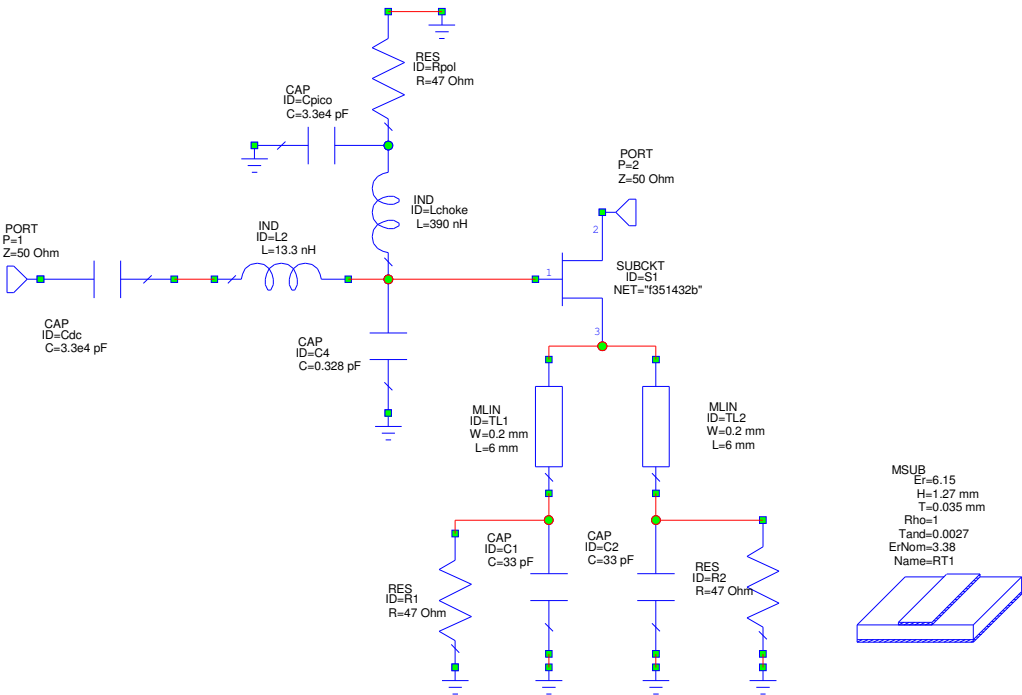 RES
ID=Rpol
R=47 Ohm
CAP
ID=Cpico
C=3.3e4 pF
PORT
P=2
Z=50 Ohm
IND
ID=Lchoke
L=390 nH
PORT
P=1
Z=50 Ohm
IND
ID=L2
L=13.3 nH
2
1
SUBCKT
ID=S1
NET="f351432b"
3
CAP
ID=Cdc
C=3.3e4 pF
CAP
ID=C4
C=0.328 pF
MLIN
ID=TL1
W=0.2 mm
L=6 mm
MLIN
ID=TL2
W=0.2 mm
L=6 mm
MSUB
Er=6.15
H=1.27 mm
T=0.035 mm
Rho=1
Tand=0.0027
ErNom=3.38
Name=RT1
CAP
ID=C1
C=33 pF
CAP
ID=C2
C=33 pF
RES
ID=R1
R=47 Ohm
RES
ID=R2
R=47 Ohm